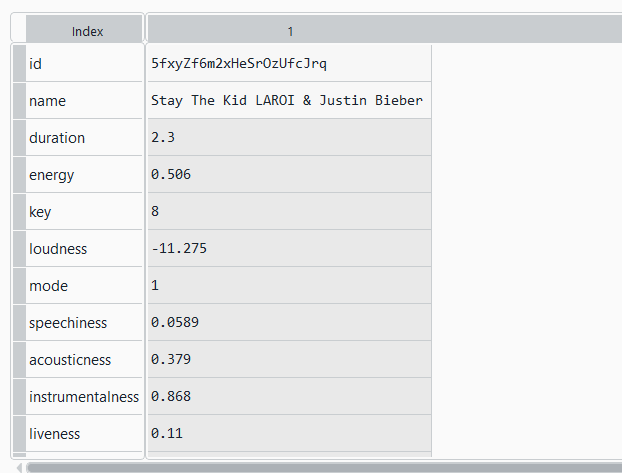 Index 1
id 5fxyZf6m2xHeSrOzUfcJrq
name Stay The Kid LAROI & Justin Bieber
duration 2.3
energy 0.506
key 8
loudness -11.275
mode 1
speechiness 0.0589
acousticness 0.379
instrumentalness 0.868
liveness 0.11